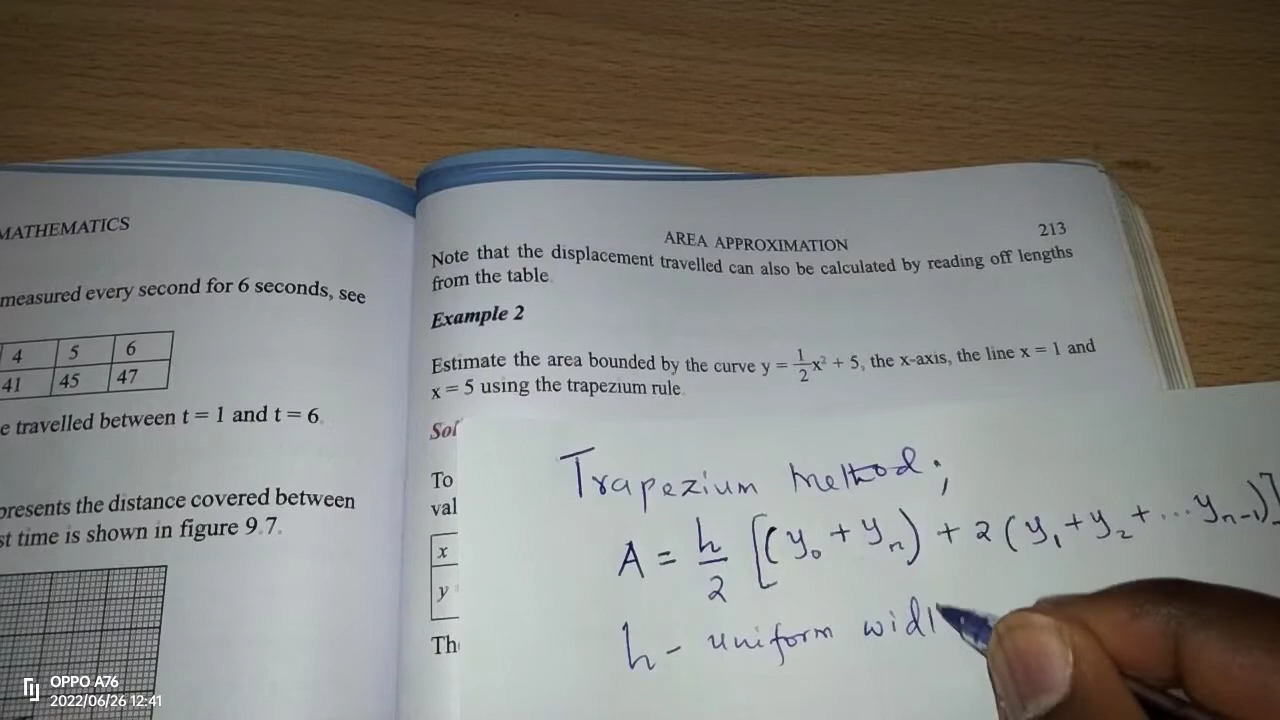 MATHEMATICS
measured every second for 6 seconds, see
4 5 6
41 45 47
e travelled between t = 1 and t = 6.
presents the distance covered between
st time is shown in figure 9.7.
AREA APPROXIMATION 213
Note that the displacement travelled can also be calculated by reading off lengths
from the table.
Example 2
Estimate the area bounded by the curve y = 1/2 x² + 5, the x-axis, the line x = 1 and
x = 5 using the trapezium rule.
Sol
To
val
x
y
Th
Trapezium method;
A = h/2 [(y₀ + yₙ) + 2(y₁ + y₂ + ... yₙ₋₁)]
h - uniform widt
OPPO A76
2022/06/26 12:41